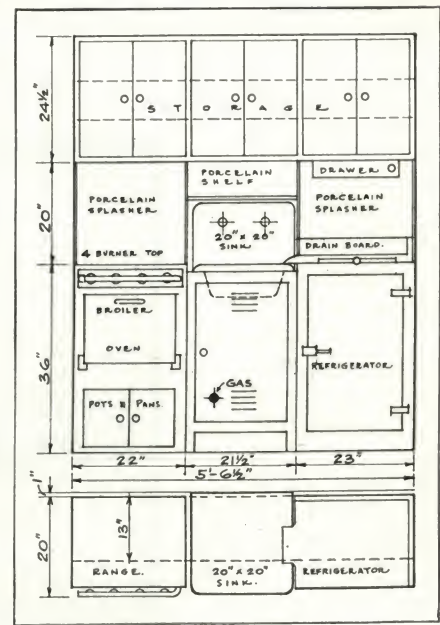 24½"
S T O R A G E
PORCELAIN
SHELF
DRAWER
20"
PORCELAIN
SPLASHER
PORCELAIN
SPLASHER
20" x 20"
SINK
4 BURNER TOP
DRAIN BOARD.
36"
BROILER
OVEN
REFRIGERATOR
GAS
POTS & PANS
22"
21½"
23"
5'-6½"
1"
20"
13"
RANGE.
20" x 20"
SINK.
REFRIGERATOR